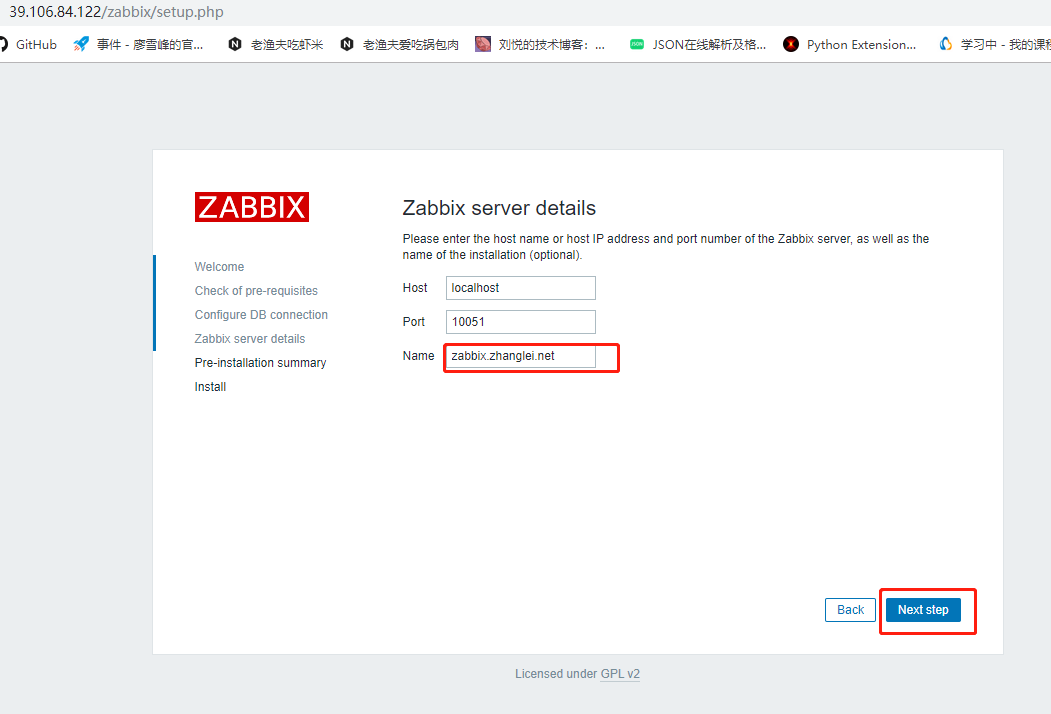 39.106.84.122/zabbix/setup.php
GitHub 事件 - 廖雪峰的官... 老渔夫吃虾米 老渔夫爱吃锅包肉 刘悦的技术博客: ... JSON在线解析及格... Python Extension... 学习中 - 我的课程
ZABBIX
Welcome
Check of pre-requisites
Configure DB connection
Zabbix server details
Pre-installation summary
Install
Zabbix server details
Please enter the host name or host IP address and port number of the Zabbix server, as well as the
name of the installation (optional).
Host localhost
Port 10051
Name zabbix.zhanglei.net
Back Next step
Licensed under GPL v2